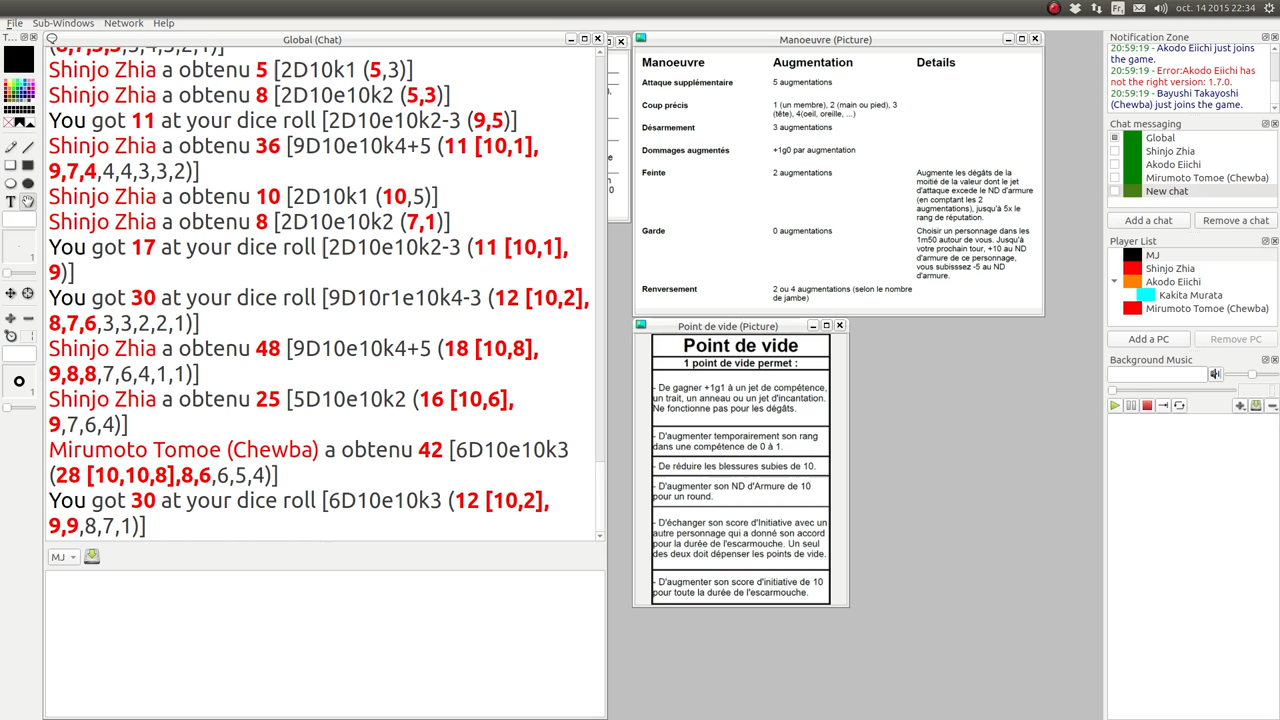 Fr,
oct. 14 2015 22:34
File Sub-Windows Network Help
T...
1
1
Global (Chat)
Shinjo Zhia a obtenu 5 [2D10k1 (5,3)]
Shinjo Zhia a obtenu 8 [2D10e10k2 (5,3)]
You got 11 at your dice roll [2D10e10k2-3 (9,5)]
Shinjo Zhia a obtenu 36 [9D10e10k4+5 (11 [10,1],
9,7,4,4,4,3,3,2)]
Shinjo Zhia a obtenu 10 [2D10k1 (10,5)]
Shinjo Zhia a obtenu 8 [2D10e10k2 (7,1)]
You got 17 at your dice roll [2D10e10k2-3 (11 [10,1],
9)]
You got 30 at your dice roll [9D10r1e10k4-3 (12 [10,2],
8,7,6,3,3,2,2,1)]
Shinjo Zhia a obtenu 48 [9D10e10k4+5 (18 [10,8],
9,8,8,7,6,4,1,1)]
Shinjo Zhia a obtenu 25 [5D10e10k2 (16 [10,6],
9,7,6,4)]
Mirumoto Tomoe (Chewba) a obtenu 42 [6D10e10k3
(28 [10,10,8],8,6,6,5,4)]
You got 30 at your dice roll [6D10e10k3 (12 [10,2],
9,9,8,7,1)]
MJ
Manoeuvre (Picture)
Manoeuvre Augmentation Details
Attaque supplémentaire 5 augmentations
Coup précis 1 (un membre), 2 (main ou pied), 3
(tête), 4(oeil, oreille, ...)
Désarmement 3 augmentations
Dommages augmentés +1g0 par augmentation
Feinte 2 augmentations Augmente les dégâts de la
moitié de la valeur dont le jet
d'attaque excede le ND d'armure
(en comptant les 2
augmentations), jusqu'à 5x le
rang de réputation.
Garde 0 augmentations Choisir un personnage dans les
1m50 autour de vous. Jusqu'à
votre prochain tour, +10 au ND
d'armure de ce personnage,
vous subisssez -5 au ND
d'armure.
Renversement 2 ou 4 augmentations (selon le nombre
de jambe)
Point de vide (Picture)
Point de vide
1 point de vide permet :
- De gagner +1g1 à un jet de compétence,
un trait, un anneau ou un jet d'incantation.
Ne fonctionne pas pour les dégâts.
- D'augmenter temporairement son rang
dans une compétence de 0 à 1.
- De réduire les blessures subies de 10.
- D'augmenter son ND d'Armure de 10
pour un round.
- D'échanger son score d'Initiative avec un
autre personnage qui a donné son accord
pour la durée de l'escarmouche. Un seul
des deux doit dépenser les points de vide.
- D'augmenter son score d'initiative de 10
pour toute la durée de l'escarmouche.
Notification Zone
20:59:19 - Akodo Eiichi just joins
the game.
20:59:19 - Error:Akodo Eiichi has
not the right version: 1.7.0.
20:59:19 - Bayushi Takayoshi
(Chewba) just joins the game.
Chat messaging
Global
Shinjo Zhia
Akodo Eiichi
Mirumoto Tomoe (Chewba)
New chat
Add a chat Remove a chat
Player List
MJ
Shinjo Zhia
Akodo Eiichi
Kakita Murata
Mirumoto Tomoe (Chewba)
Add a PC Remove PC
Background Music